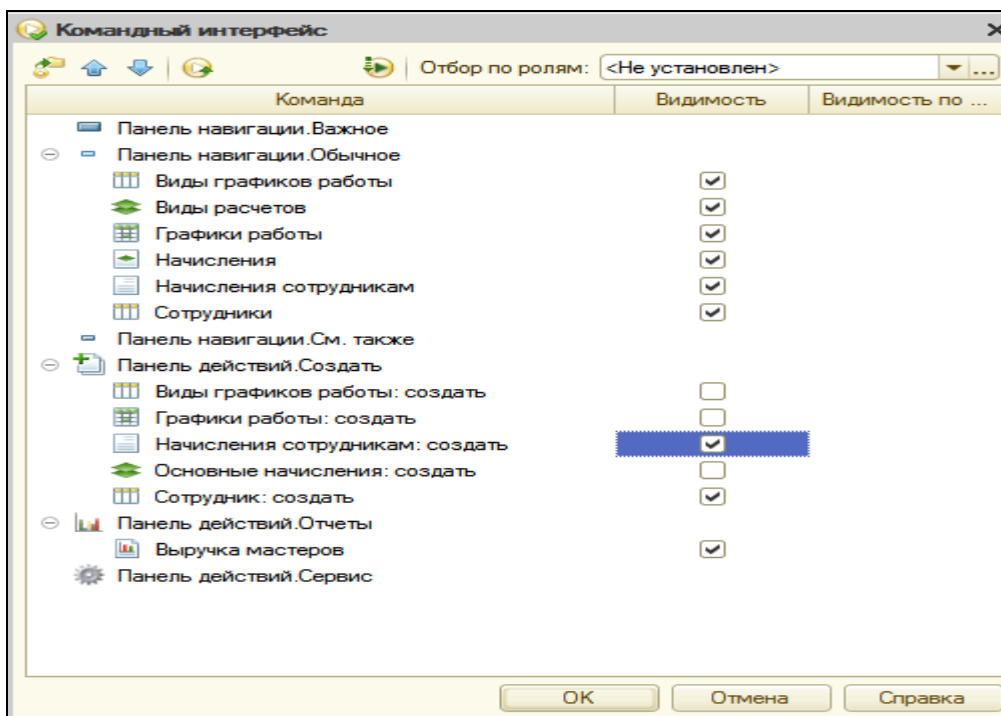 Командный интерфейс
Отбор по ролям: <Не установлен> ...
Команда Видимость Видимость по ...
Панель навигации.Важное
Панель навигации.Обычное
Виды графиков работы
Виды расчетов
Графики работы
Начисления
Начисления сотрудникам
Сотрудники
Панель навигации.См. также
Панель действий.Создать
Виды графиков работы: создать
Графики работы: создать
Начисления сотрудникам: создать
Основные начисления: создать
Сотрудник: создать
Панель действий.Отчеты
Выручка мастеров
Панель действий.Сервис
ОК Отмена Справка